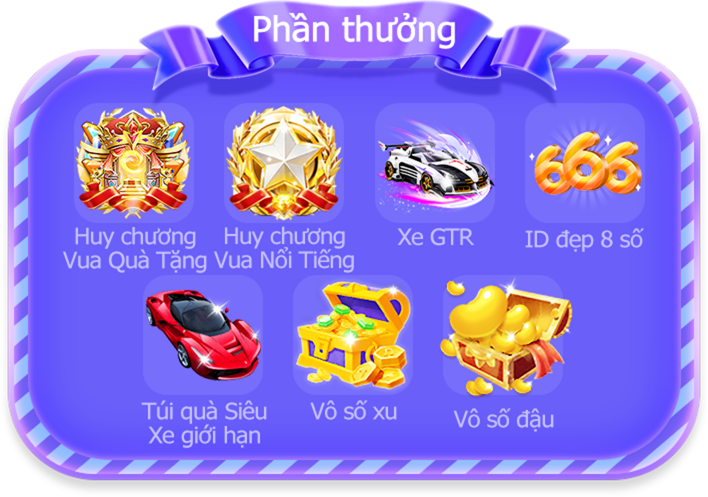 Phần thưởng
Huy chương
Vua Quà Tặng
Huy chương
Vua Nổi Tiếng
Xe GTR
666
ID đẹp 8 số
Túi quà Siêu
Xe giới hạn
Vô số xu
Vô số đậu